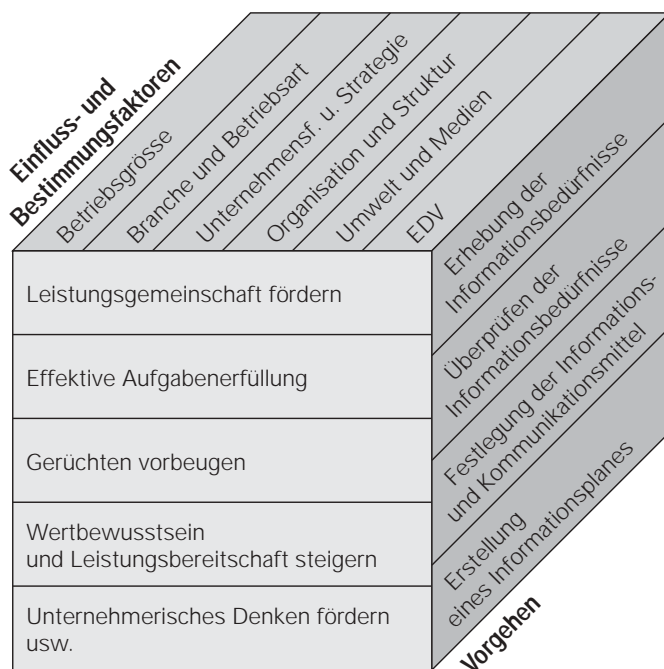 Einfluss- und
Bestimmungsfaktoren
Betriebsgrösse
Branche und Betriebsart
Unternehmensf. u. Strategie
Organisation und Struktur
Umwelt und Medien
EDV
Leistungsgemeinschaft fördern
Effektive Aufgabenerfüllung
Gerüchten vorbeugen
Wertbewusstsein
und Leistungsbereitschaft steigern
Unternehmerisches Denken fördern
usw.
Erhebung der
Informationsbedürfnisse
Überprüfen der
Informationsbedürfnisse
Festlegung der Informations-
und Kommunikationsmittel
Erstellung
eines Informationsplanes
Vorgehen